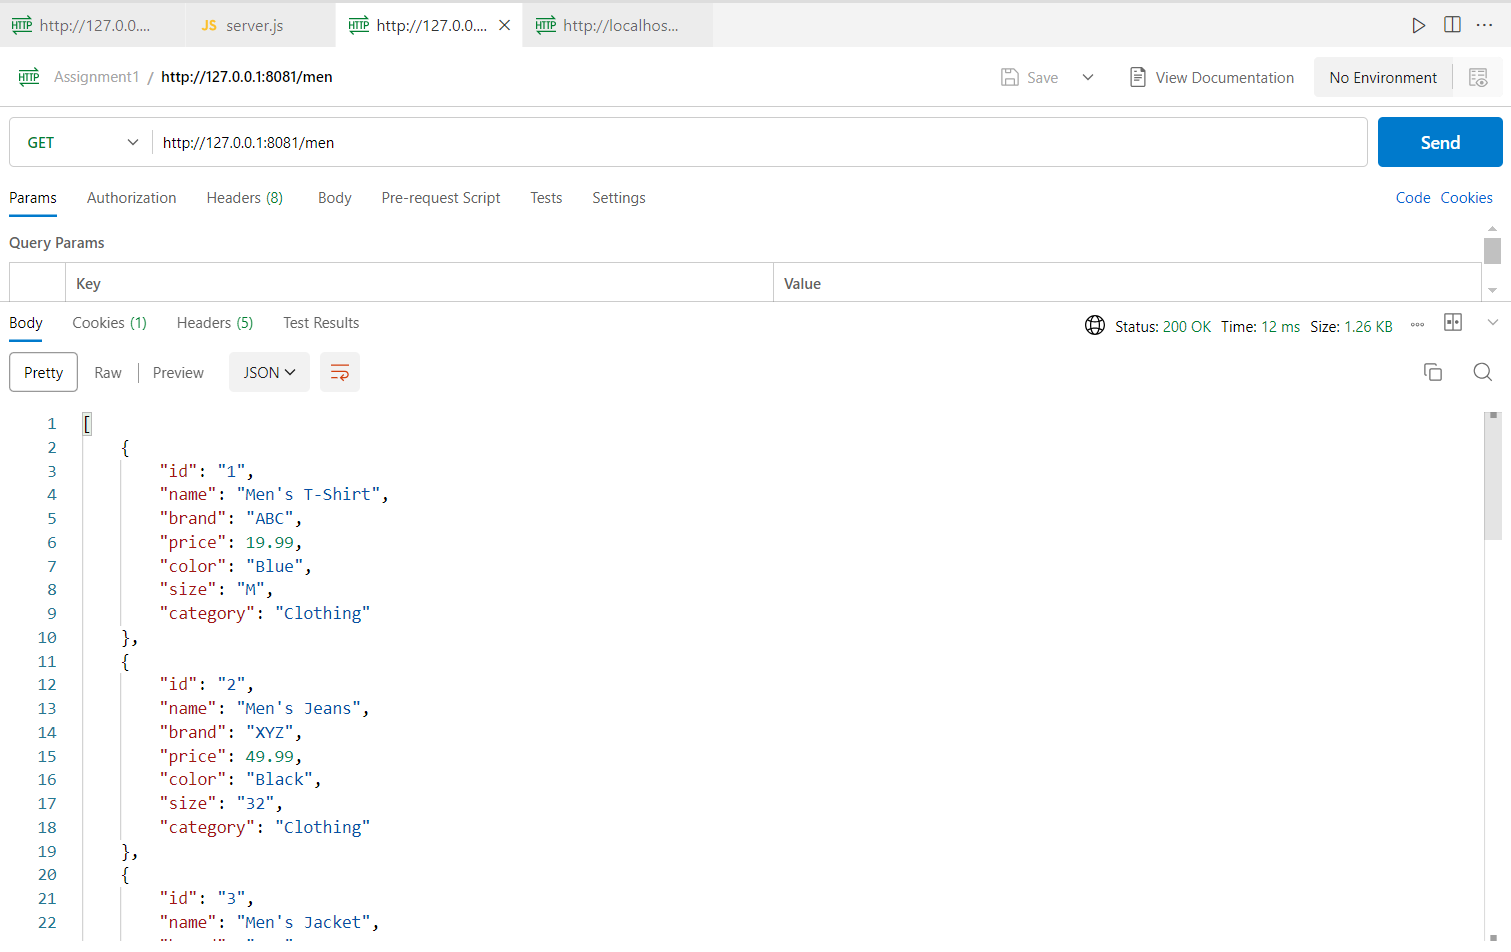 HTTP http://127.0.0.... JS server.js HTTP http://127.0.0.... HTTP http://localhos...
HTTP Assignment1 / http://127.0.0.1:8081/men Save View Documentation No Environment
GET http://127.0.0.1:8081/men Send
Params Authorization Headers (8) Body Pre-request Script Tests Settings Code Cookies
Query Params
Key Value
Body Cookies (1) Headers (5) Test Results Status: 200 OK Time: 12 ms Size: 1.26 KB
Pretty Raw Preview JSON
1 [
2 {
3 "id": "1",
4 "name": "Men's T-Shirt",
5 "brand": "ABC",
6 "price": 19.99,
7 "color": "Blue",
8 "size": "M",
9 "category": "Clothing"
10 },
11 {
12 "id": "2",
13 "name": "Men's Jeans",
14 "brand": "XYZ",
15 "price": 49.99,
16 "color": "Black",
17 "size": "32",
18 "category": "Clothing"
19 },
20 {
21 "id": "3",
22 "name": "Men's Jacket",